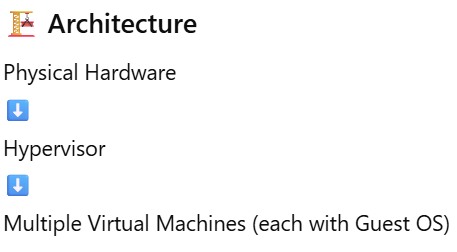 🏗️ Architecture
Physical Hardware
⬇️
Hypervisor
⬇️
Multiple Virtual Machines (each with Guest OS)